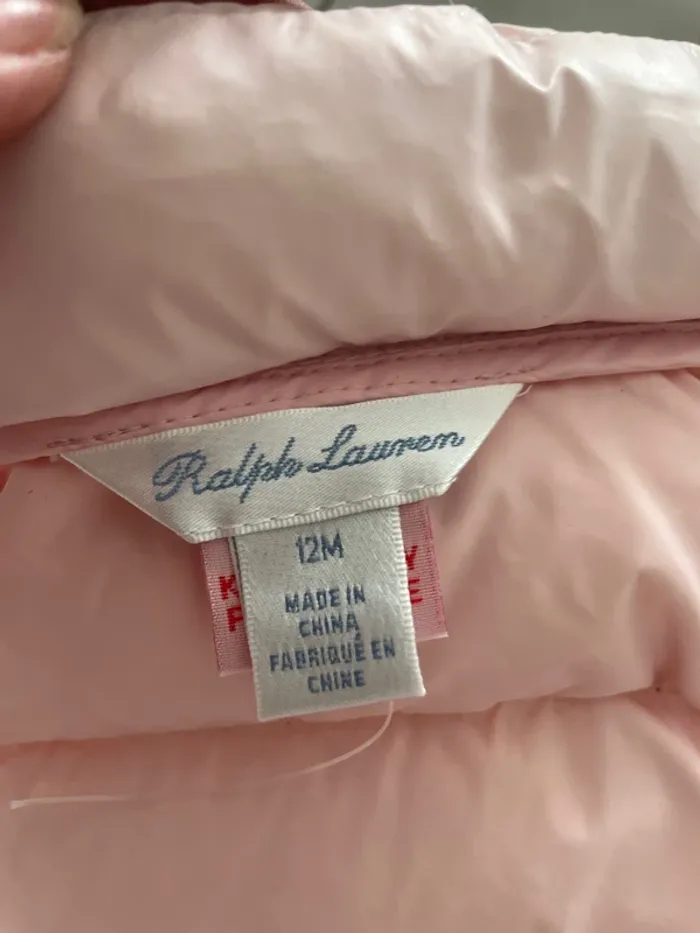 Ralph Lauren
12M
MADE IN
CHINA
FABRIQUÉ EN
CHINE